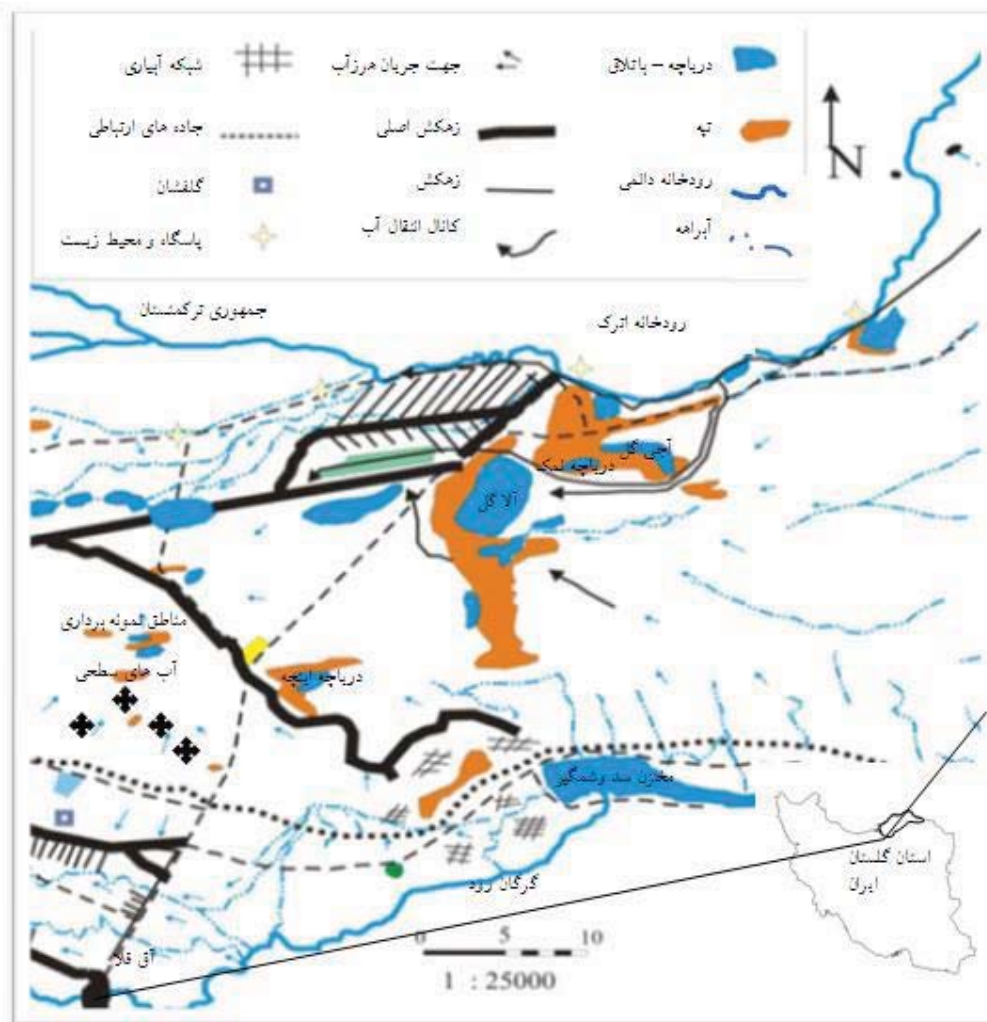 دریاچه – باتلاق
جهت جریان هرزآب
شبکه آبیاری
تپه
زهکش اصلی
جاده های ارتباطی
رودخانه دائمی
زهکش
گلفشان
آبراهه
کانال انتقال آب
پاسگاه و محیط زیست
N
جمهوری ترکمنستان
رودخانه اترک
آجی گل
دریاچه لمک
آلا گل
مناطق نمونه برداری
آب های سطحی
دریاچه اینچه
مخزن سد وشمگیر
استان گلستان
ایران
گرگان رود
آق قلا
0 5 10
1 : 25000